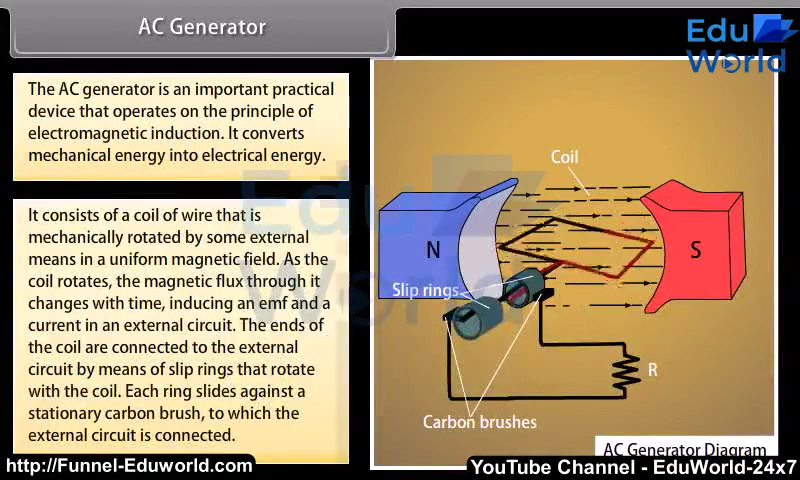 AC Generator
Edu
World
The AC generator is an important practical
device that operates on the principle of
electromagnetic induction. It converts
mechanical energy into electrical energy.
It consists of a coil of wire that is
mechanically rotated by some external
means in a uniform magnetic field. As the
coil rotates, the magnetic flux through it
changes with time, inducing an emf and a
current in an external circuit. The ends of
the coil are connected to the external
circuit by means of slip rings that rotate
with the coil. Each ring slides against a
stationary carbon brush, to which the
external circuit is connected.
Edu
World
Coil
N
S
Slip rings
R
Carbon brushes
AC Generator Diagram
http://Funnel-Eduworld.com
YouTube Channel - EduWorld-24x7